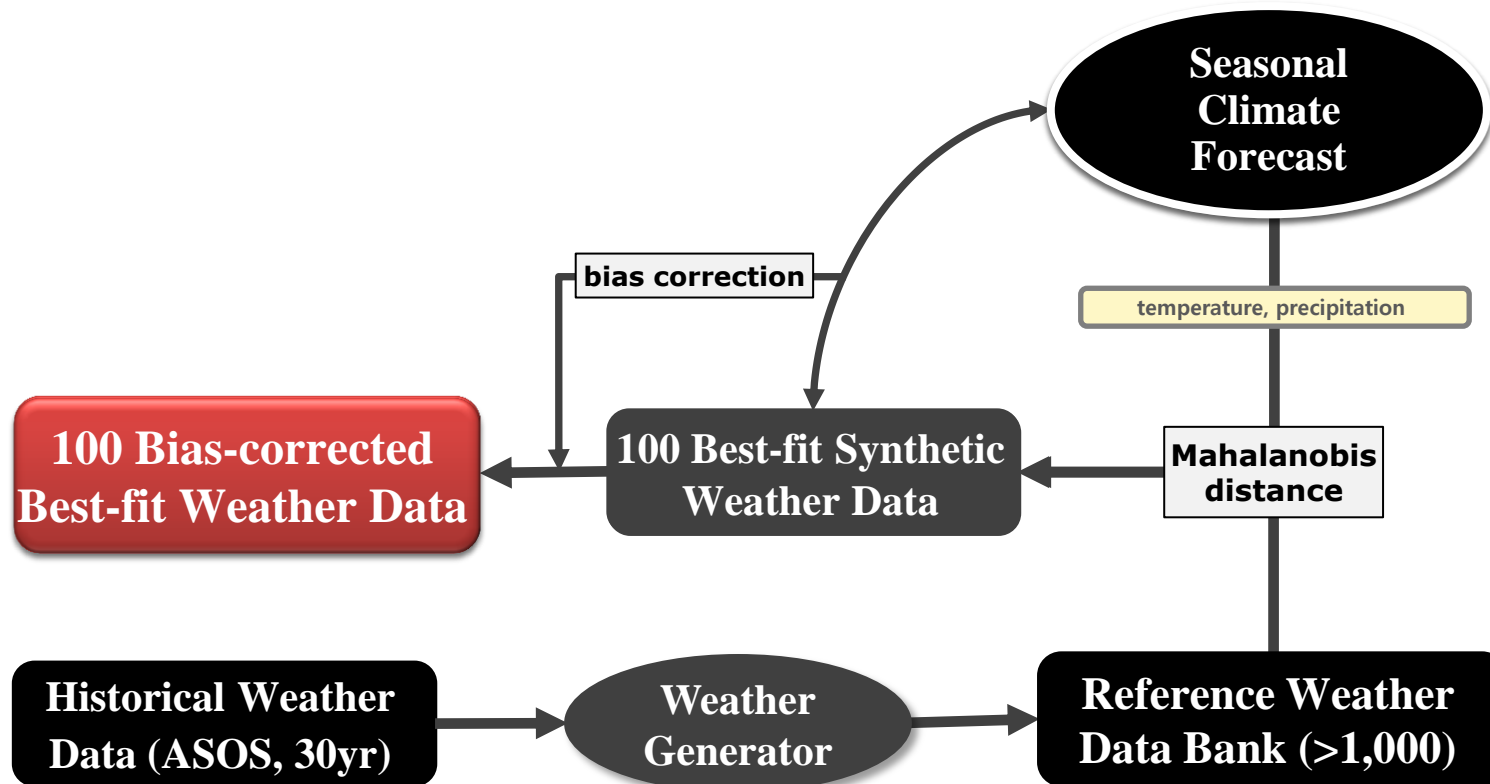 Seasonal
Climate
Forecast
bias correction
temperature, precipitation
100 Bias-corrected
Best-fit Weather Data
100 Best-fit Synthetic
Weather Data
Mahalanobis
distance
Historical Weather
Data (ASOS, 30yr)
Weather
Generator
Reference Weather
Data Bank (>1,000)